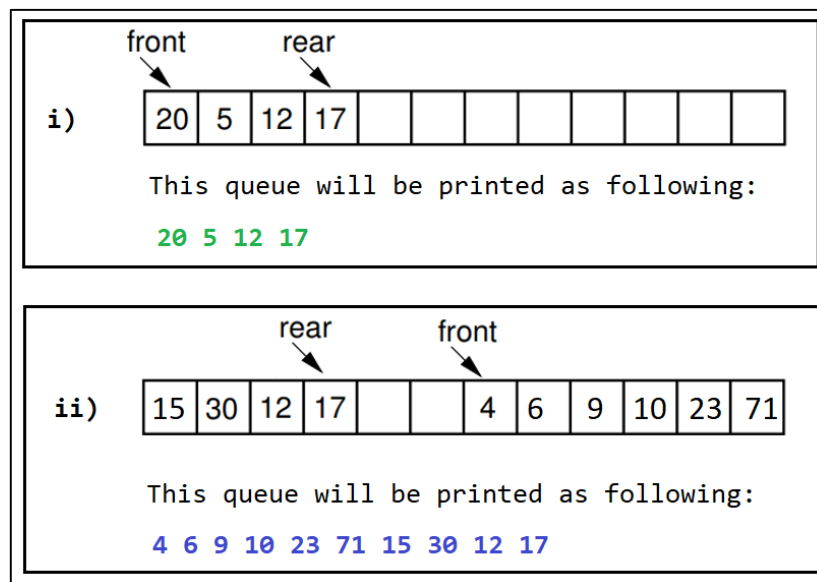 front rear
i) 20 5 12 17
This queue will be printed as following:
20 5 12 17
rear front
ii) 15 30 12 17 4 6 9 10 23 71
This queue will be printed as following:
4 6 9 10 23 71 15 30 12 17